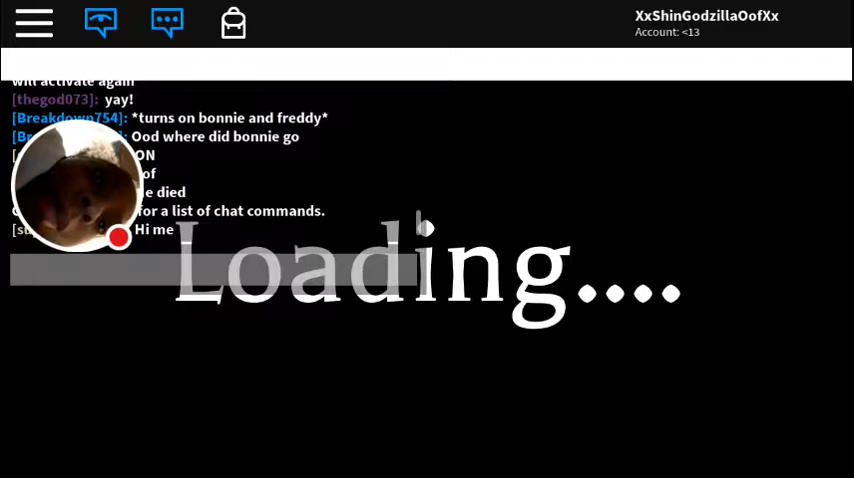 XxShinGodzillaOofXx
Account: <13
will activate again
[thegod073]: yay!
[Breakdown754]: *turns on bonnie and freddy*
Ood where did bonnie go
ON
died
for a list of chat commands.
Hi me
Loading....